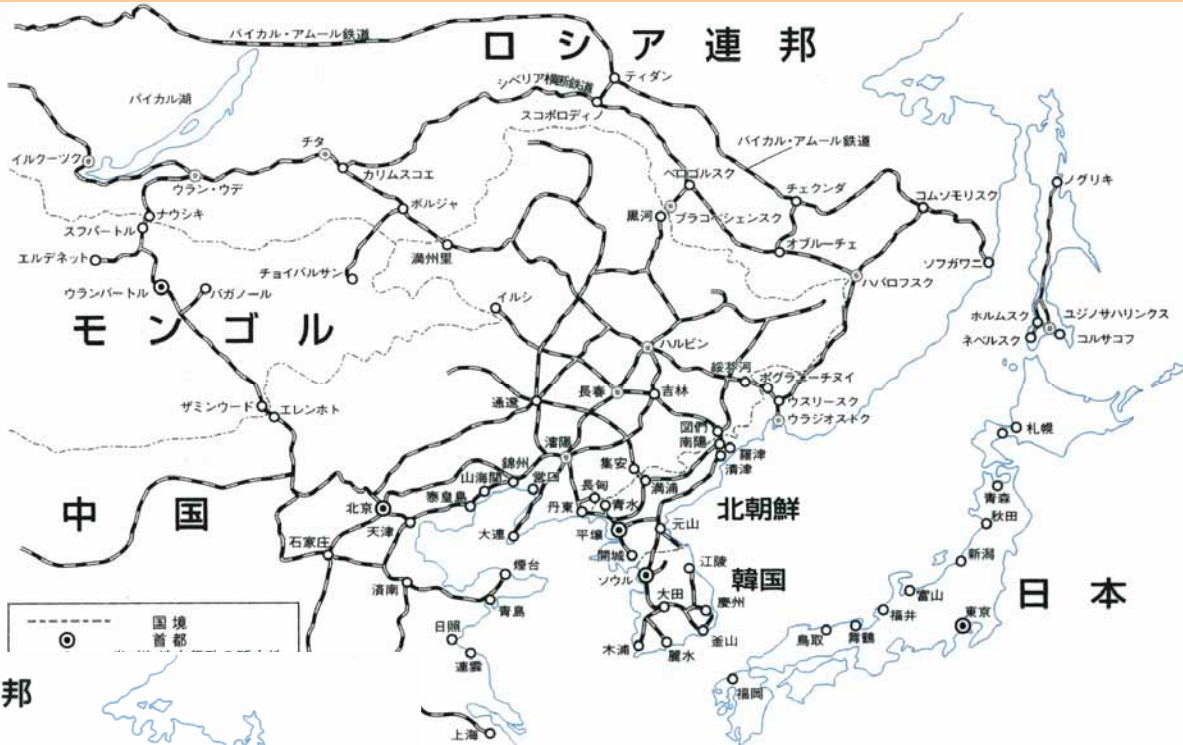 バイカル・アムール鉄道
ロシア連邦
ティダン
シベリア横断鉄道
スコボロディノ
バイカル湖
バイカル・アムール鉄道
チタ
イルクーツク
カリムスコエ
ベロゴルスク
チェクンダ
コムソモリスク
ノグリキ
ウラン・ウデ
ボルジャ
黒河
ブラゴベシェンスク
ナウシキ
スフバートル
オブルーチェ
満州里
エルデネット
チョイバルサン
ソフガワニ
ハバロフスク
ウランバートル
バガノール
イルシ
モンゴル
ホルムスク
ユジノサハリンクス
ネベルスク
コルサコフ
ハルビン
綏芬河
ポグラニーチヌイ
長春
吉林
ウスリースク
ザミンウード
エレンホト
通遼
ウラジオストク
図們
札幌
瀋陽
南陽
羅津
錦州
集安
清津
山海関
営口
長甸
満浦
青森
中国
北京
秦皇島
丹東
青水
北朝鮮
秋田
天津
大連
平壌
元山
石家庄
開城
新潟
煙台
ソウル
江陵
韓国
済南
富山
日本
青島
大田
慶州
福井
東京
国境
首都
日照
鳥取
舞鶴
木浦
麗水
釜山
連雲
邦
福岡
上海